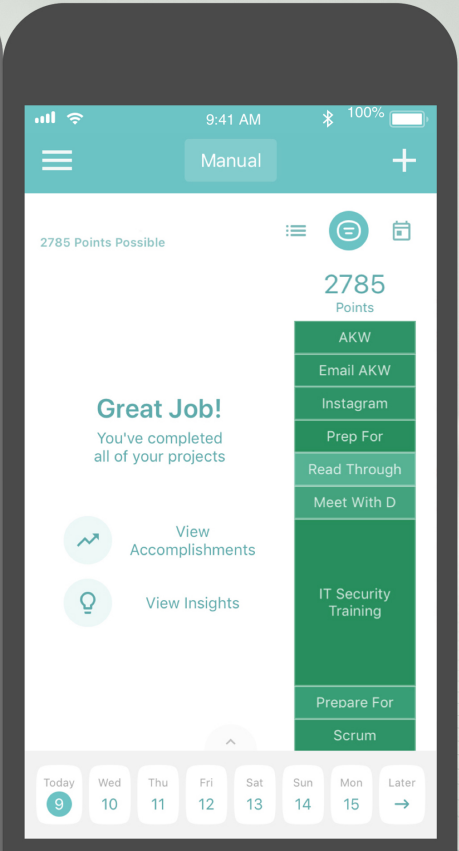 9:41 AM
100%
Manual
2785 Points Possible
2785
Points
AKW
Email AKW
Instagram
Prep For
Read Through
Meet With D
IT Security
Training
Prepare For
Scrum
Great Job!
You've completed
all of your projects
View
Accomplishments
View Insights
Today Wed Thu Fri Sat Sun Mon Later
9 10 11 12 13 14 15